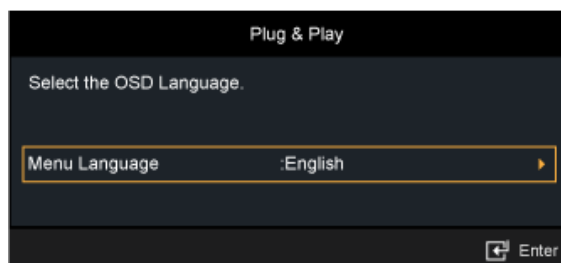 Plug & Play
Select the OSD Language.
Menu Language :English
Enter